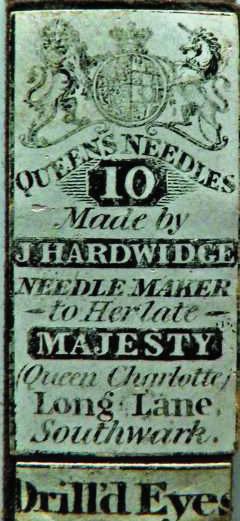 QUEEN'S NEEDLES
10
Made by
J HARDWIDGE
NEEDLE MAKER
- to Her late -
MAJESTY
(Queen Charlotte)
Long Lane,
Southwark.
Drill'd Eyes